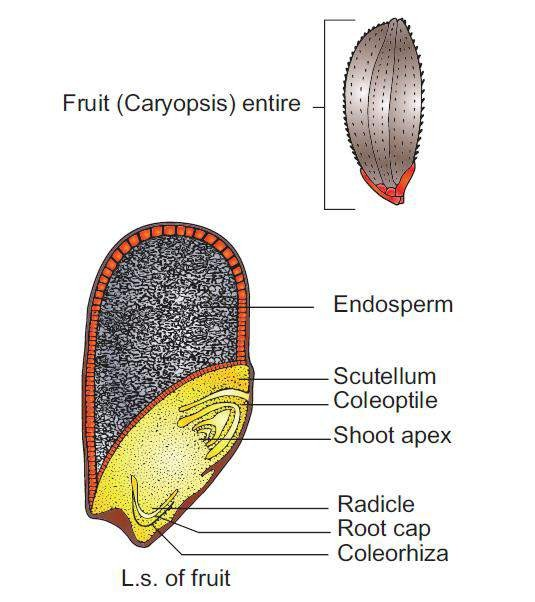 Fruit (Caryopsis) entire
Endosperm
Scutellum
Coleoptile
Shoot apex
Radicle
Root cap
Coleorhiza
L.s. of fruit